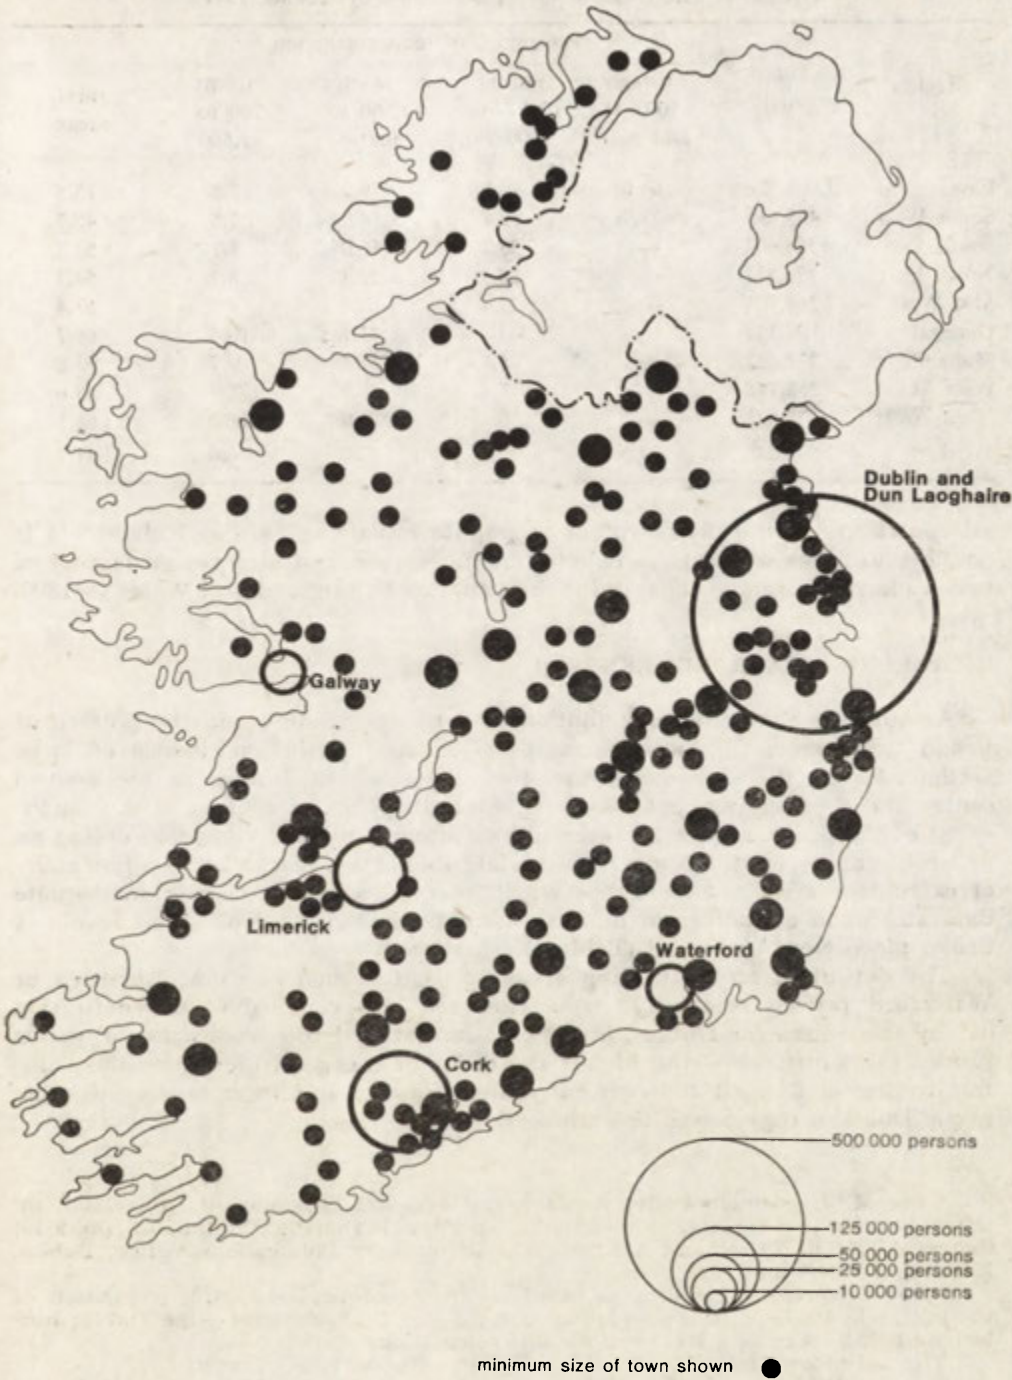 Dublin and
Dun Laoghaire
Galway
Limerick
Waterford
Cork
500 000 persons
125 000 persons
50 000 persons
25 000 persons
10 000 persons
minimum size of town shown